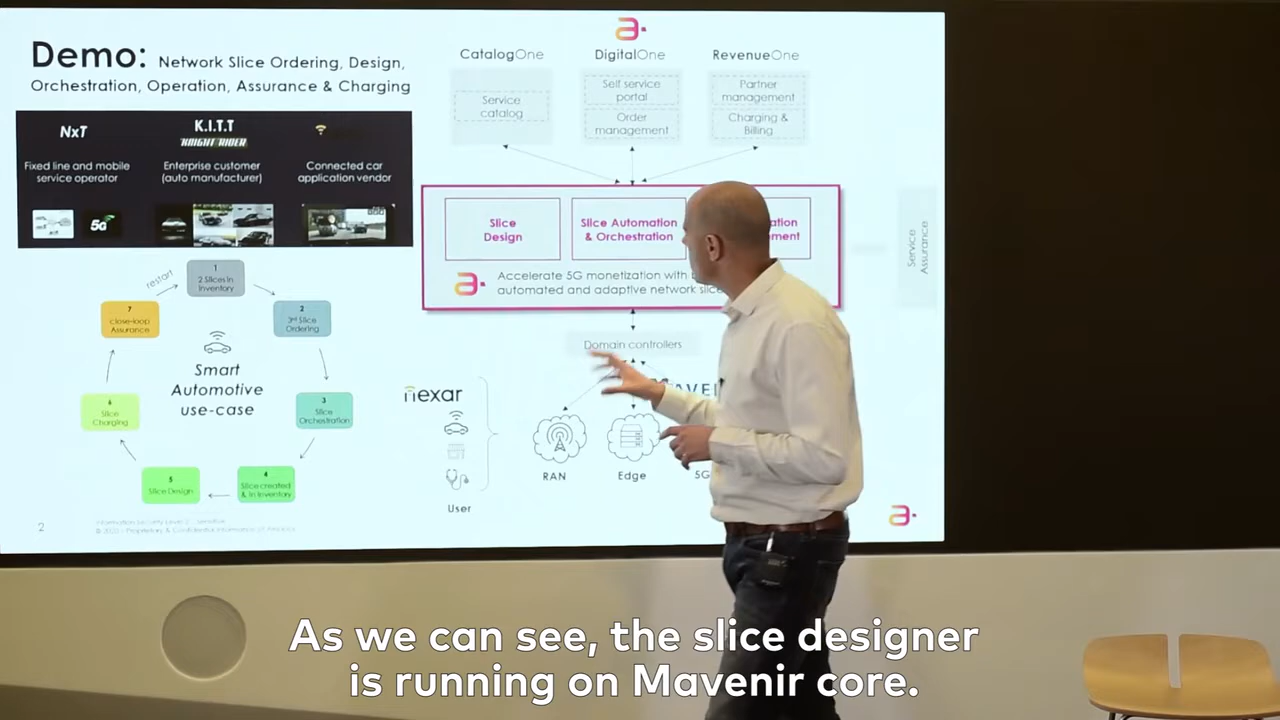 Demo: Network Slice Ordering, Design,
Orchestration, Operation, Assurance & Charging
NxT
Fixed line and mobile
service operator
5G
K.I.T.T
KNIGHT RIDER
Enterprise customer
(auto manufacturer)
Connected car
application vendor
restart
1
2 Slices in
Inventory
2
3rd Slice
Ordering
3
Slice
Orchestration
4
Slice created
& in Inventory
5
Slice Design
6
Slice
Charging
7
close-loop
Assurance
Smart
Automotive
use-case
2
CatalogOne
Service
catalog
a.
DigitalOne
Self service
portal
Order
management
RevenueOne
Partner
management
Charging &
Billing
Slice
Design
Slice Automation
& Orchestration
a.
Accelerate 5G monetization with
automated and adaptive network
Service
Assurance
Domain controllers
nexar
User
RAN
Edge
a.
As we can see, the slice designer
is running on Mavenir core.